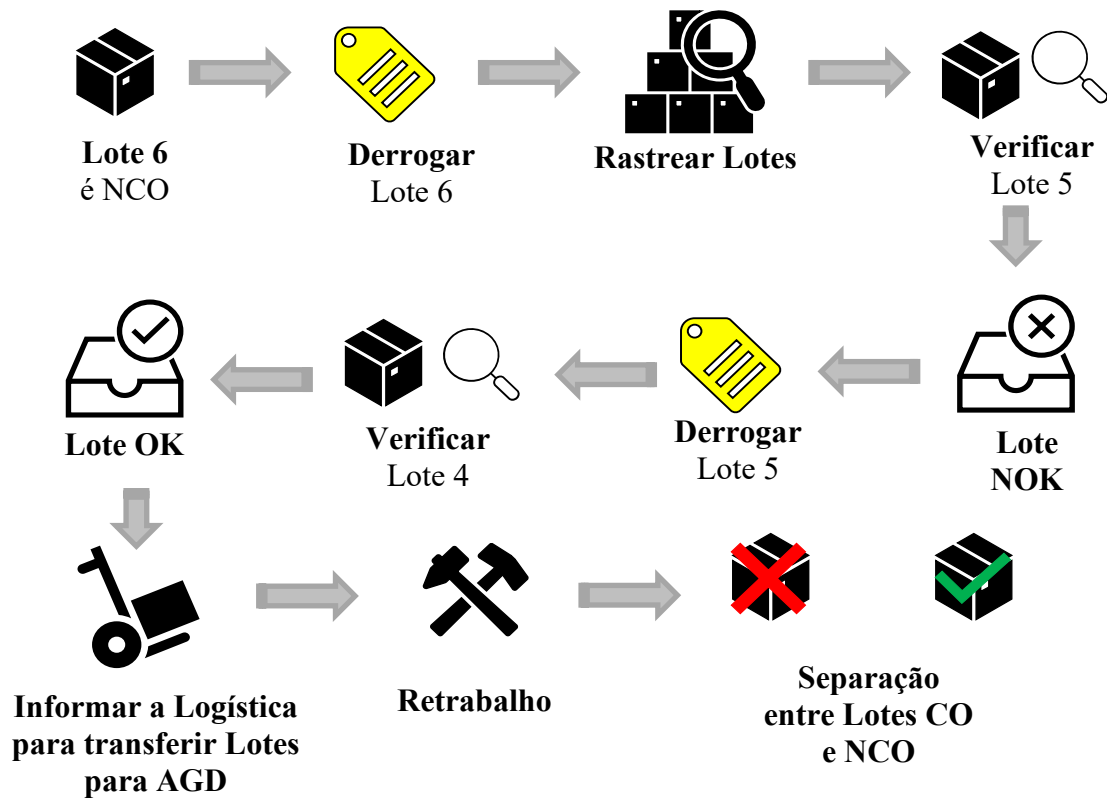 Lote 6
é NCO
Derrogar
Lote 6
Rastrear Lotes
Verificar
Lote 5
Lote
NOK
Derrogar
Lote 5
Verificar
Lote 4
Lote OK
Informar a Logística
para transferir Lotes
para AGD
Retrabalho
Separação
entre Lotes CO
e NCO